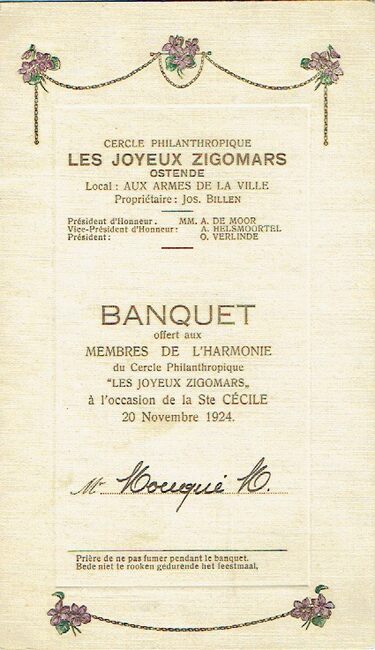 CERCLE PHILANTHROPIQUE
LES JOYEUX ZIGOMARS
OSTENDE
Local : AUX ARMES DE LA VILLE
Propriétaire : Jos. BILLEN
Président d'Honneur : MM. A. DE MOOR
Vice-Président d'Honneur : A. HELSMOORTEL
Président : O. VERLINDE
BANQUET
offert aux
MEMBRES DE L'HARMONIE
du Cercle Philanthropique
"LES JOYEUX ZIGOMARS„
à l'occasion de la Ste CÉCILE
20 Novembre 1924.
Mr Mouqué M.
Prière de ne pas fumer pendant le banquet.
Bede niet te rooken gedurende het feestmaal.